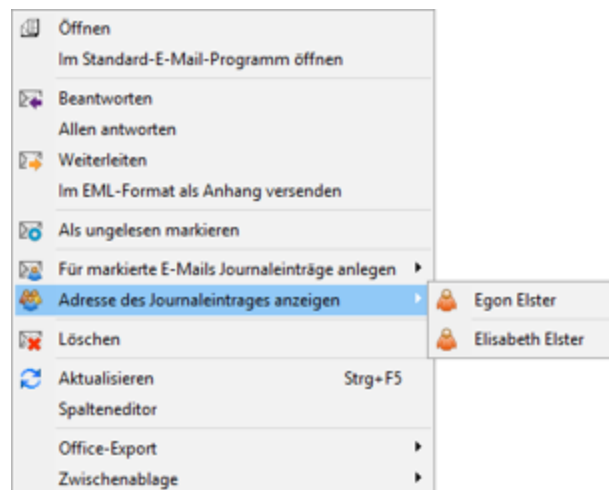 Öffnen
Im Standard-E-Mail-Programm öffnen
Beantworten
Allen antworten
Weiterleiten
Im EML-Format als Anhang versenden
Als ungelesen markieren
Für markierte E-Mails Journaleinträge anlegen
Adresse des Journaleintrages anzeigen
Egon Elster
Elisabeth Elster
Löschen
Aktualisieren Strg+F5
Spalteneditor
Office-Export
Zwischenablage